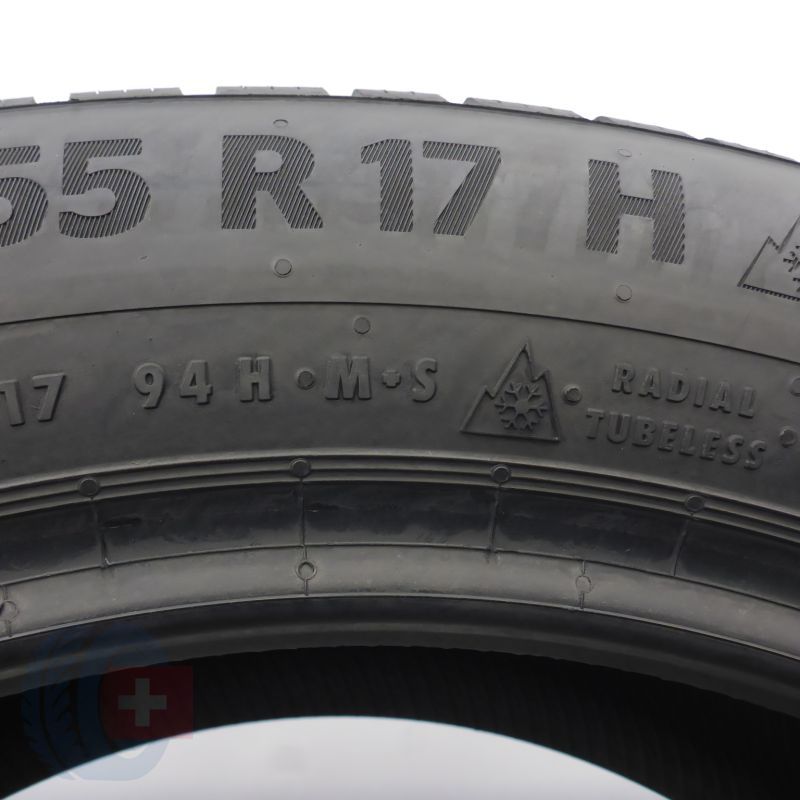 55 R 17 H
17 94 H • M+S RADIAL
TUBELESS